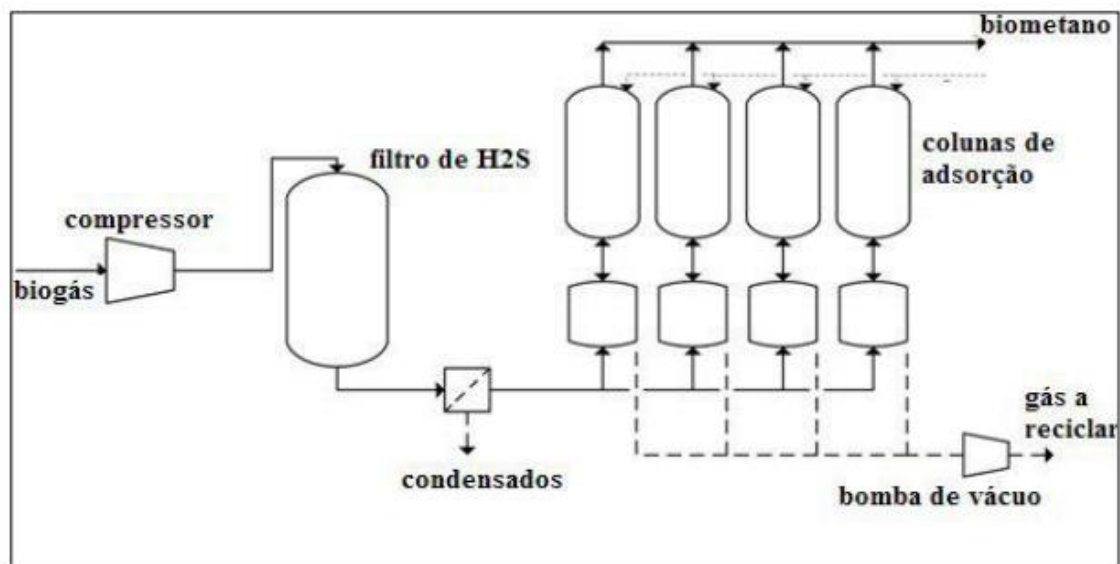 biometano
filtro de H2S
colunas de
adsorção
compressor
biogás
gás a
reciclar
condensados
bomba de vácuo